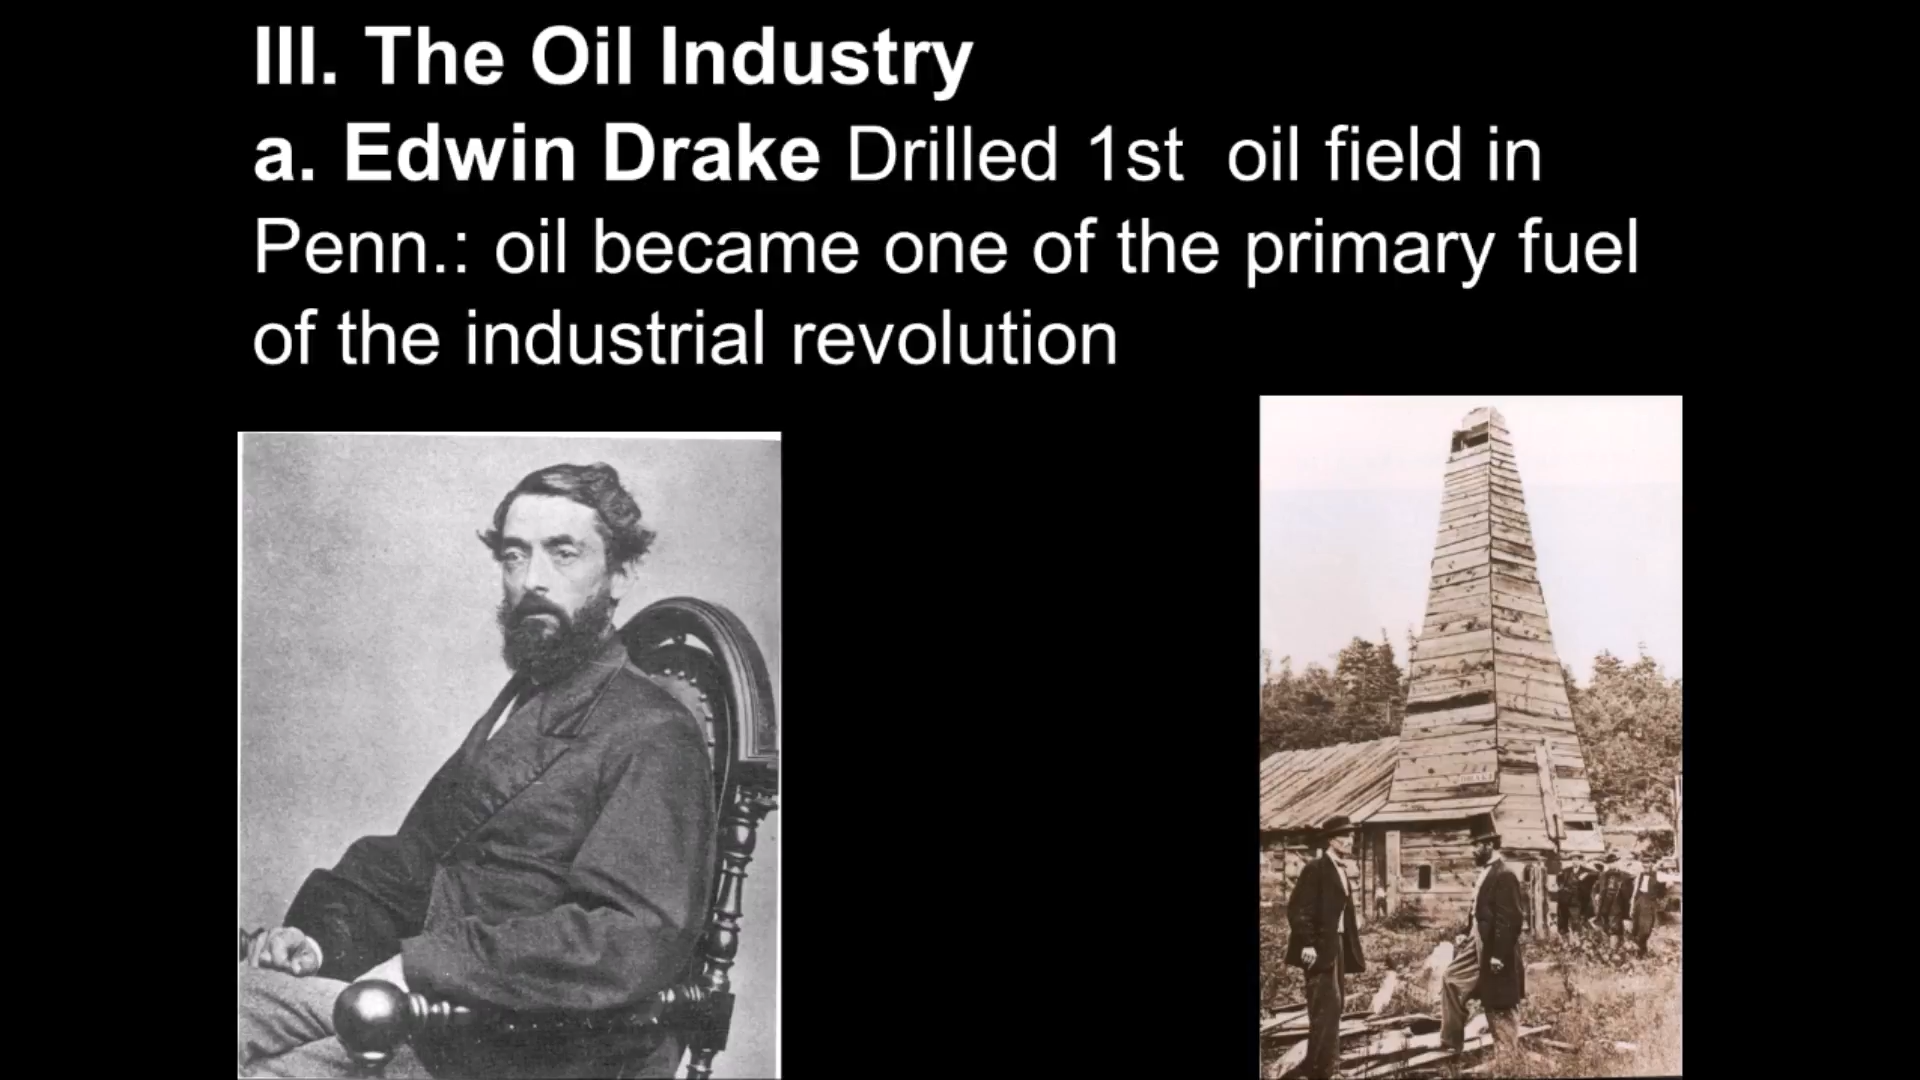 III. The Oil Industry
a. Edwin Drake Drilled 1st  oil field in
Penn.: oil became one of the primary fuel
of the industrial revolution